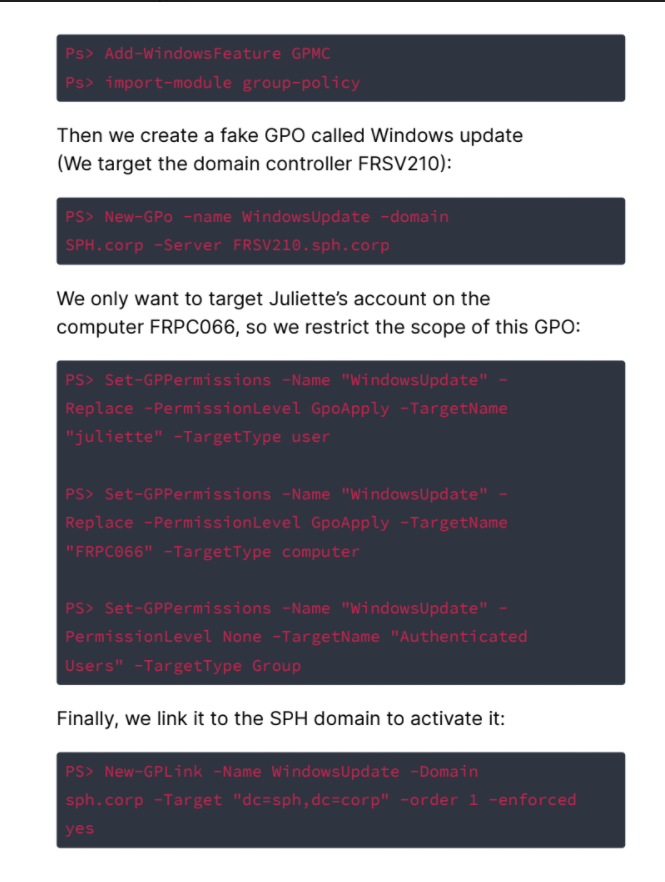 Ps> Add-WindowsFeature GPMC
Ps> import-module group-policy
Then we create a fake GPO called Windows update
(We target the domain controller FRSV210):
PS> New-GPo -name WindowsUpdate -domain
SPH.corp -Server FRSV210.sph.corp
We only want to target Juliette’s account on the
computer FRPC066, so we restrict the scope of this GPO:
PS> Set-GPPermissions -Name "WindowsUpdate" -
Replace -PermissionLevel GpoApply -TargetName
"juliette" -TargetType user
PS> Set-GPPermissions -Name "WindowsUpdate" -
Replace -PermissionLevel GpoApply -TargetName
"FRPC066" -TargetType computer
PS> Set-GPPermissions -Name "WindowsUpdate" -
PermissionLevel None -TargetName "Authenticated
Users" -TargetType Group
Finally, we link it to the SPH domain to activate it:
PS> New-GPLink -Name WindowsUpdate -Domain
sph.corp -Target "dc=sph,dc=corp" -order 1 -enforced
yes